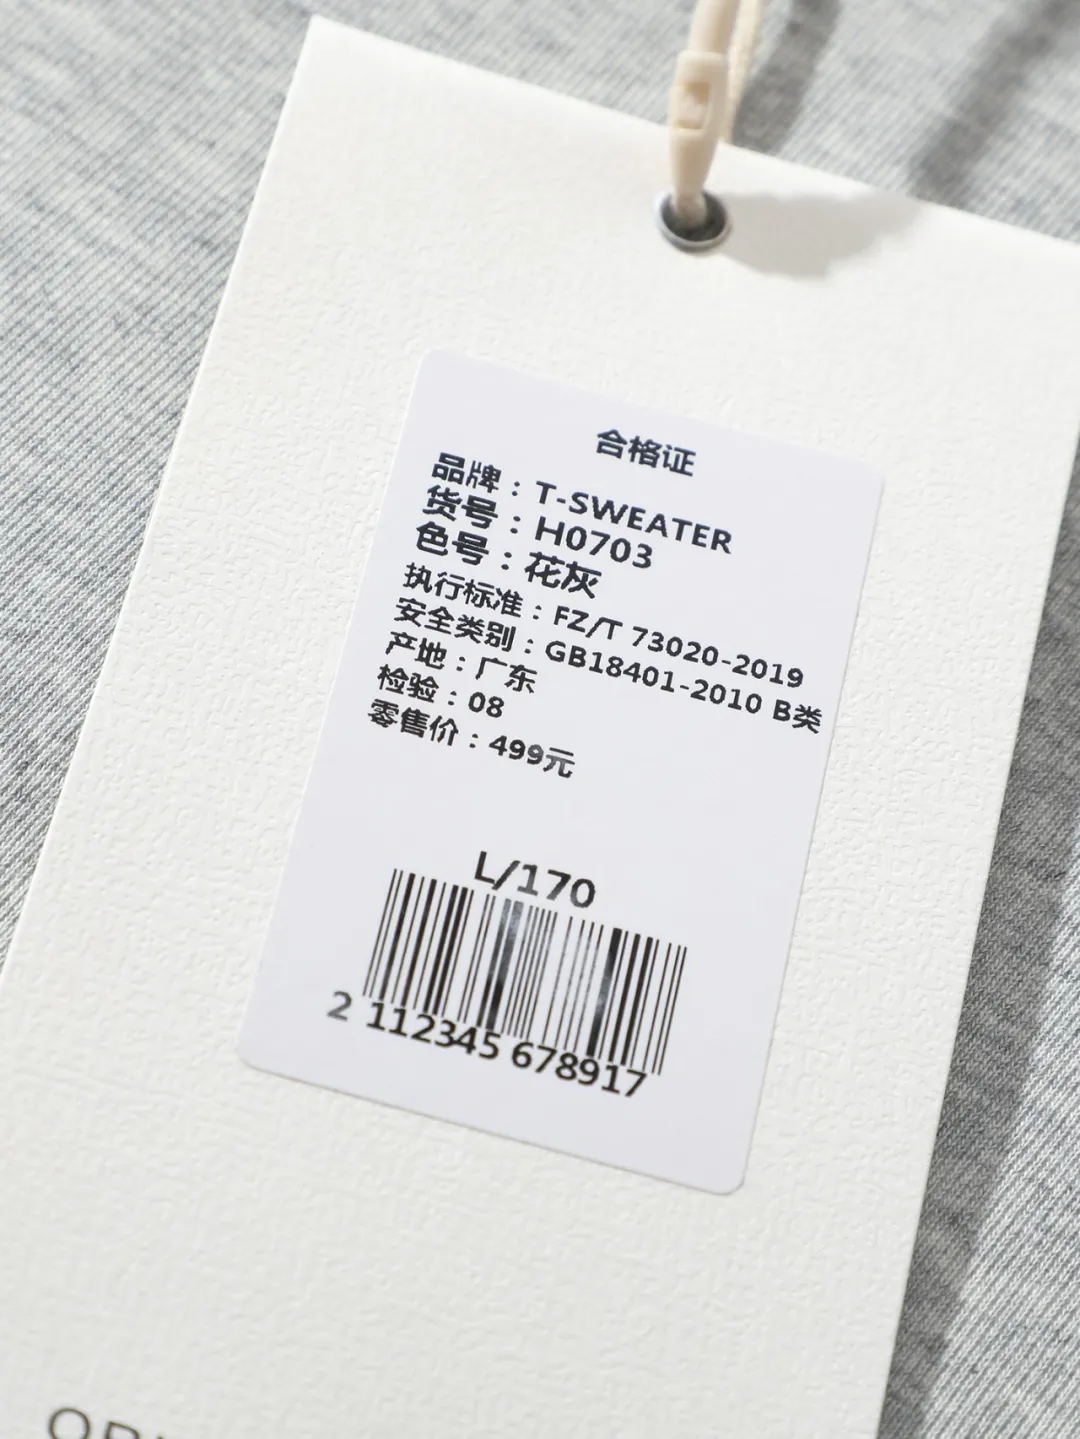 合格证
品牌：T-SWEATER
货号：H0703
色号：花灰
执行标准：FZ/T 73020-2019
安全类别：GB18401-2010 B类
产地：广东
检验：08
零售价：499元
L/170
2 112345 678917